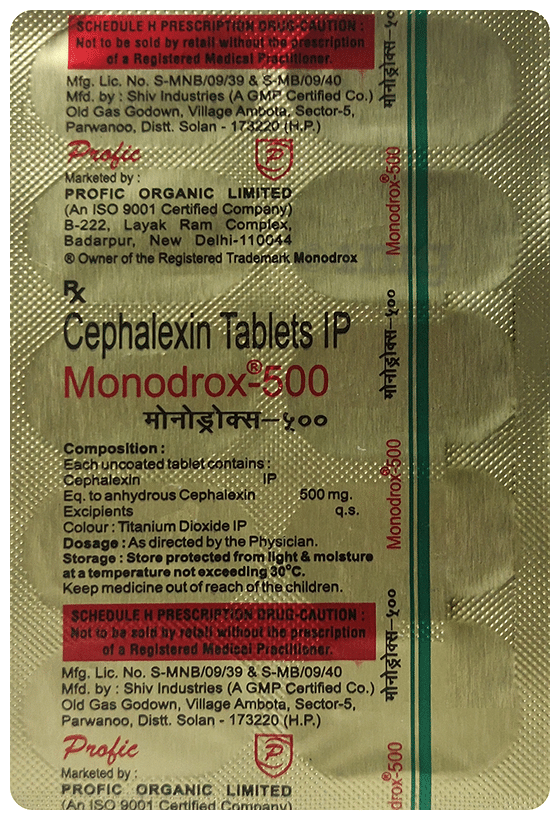 SCHEDULE H PRESCRIPTION DRUG-CAUTION :
Not to be sold by retail without the prescription
of a Registered Medical Practitioner.
Mfg. Lic. No. S-MNB/09/39 & S-MB/09/40
Mfd. by : Shiv Industries (A GMP Certified Co.)
Old Gas Godown, Village Ambota, Sector-5,
Parwanoo, Distt. Solan - 173220 (H.P.)
Profic
P
Marketed by :
PROFIC ORGANIC LIMITED
(An ISO 9001 Certified Company)
B-222, Layak Ram Complex,
Badarpur, New Delhi-110044
® Owner of the Registered Trademark Monodrox
Rx
Cephalexin Tablets IP
Monodrox®-500
मोनोड्रोक्स–५००
Composition :
Each uncoated tablet contains :
Cephalexin IP
Eq. to anhydrous Cephalexin 500 mg.
Excipients q.s.
Colour : Titanium Dioxide IP
Dosage : As directed by the Physician.
Storage : Store protected from light & moisture
at a temperature not exceeding 30°C.
Keep medicine out of reach of the children.
SCHEDULE H PRESCRIPTION DRUG-CAUTION :
Not to be sold by retail without the prescription
of a Registered Medical Practitioner.
Mfg. Lic. No. S-MNB/09/39 & S-MB/09/40
Mfd. by : Shiv Industries (A GMP Certified Co.)
Old Gas Godown, Village Ambota, Sector-5,
Parwanoo, Distt. Solan - 173220 (H.P.)
Profic
P
Marketed by :
PROFIC ORGANIC LIMITED
(An ISO 9001 Certified Company)
मोनोड्रोक्स–५००
Monodrox®-500
मोनोड्रोक्स–५००
Monodrox®-500
मोनोड्रोक्स–५००
drox®-500